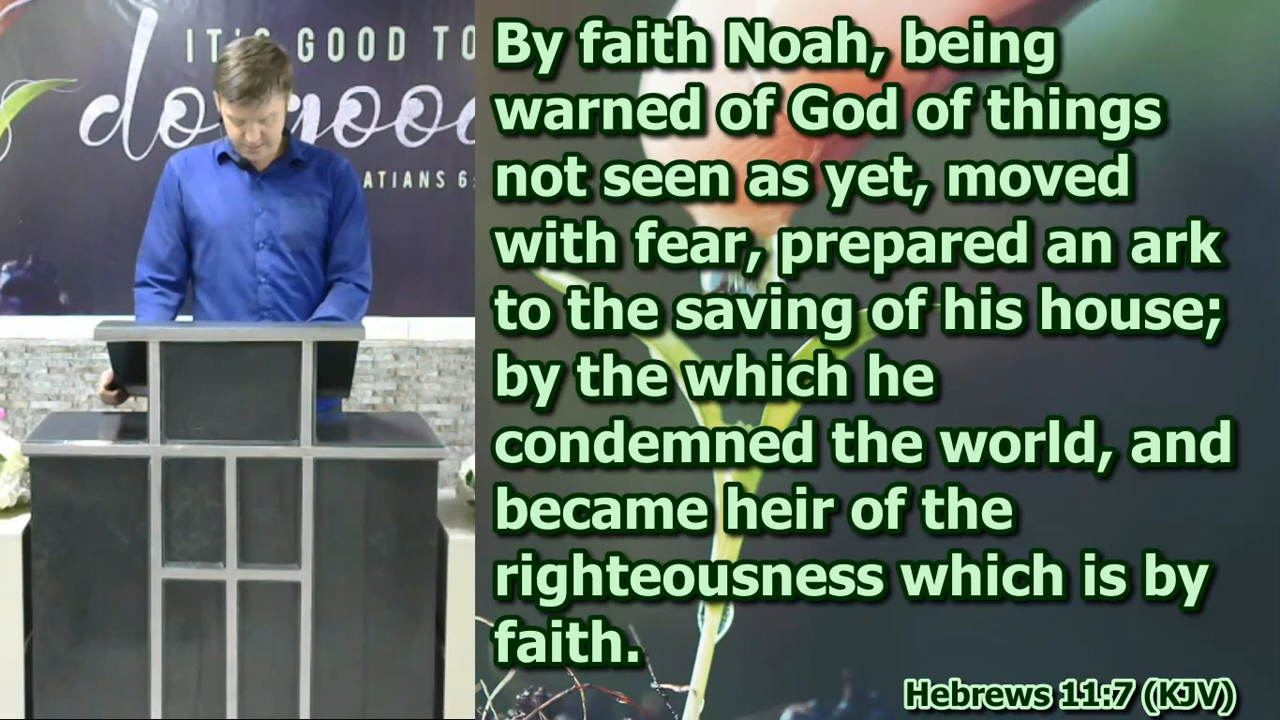 IT'S GOOD TO
do good
ATIANS 6:
By faith Noah, being
warned of God of things
not seen as yet, moved
with fear, prepared an ark
to the saving of his house;
by the which he
condemned the world, and
became heir of the
righteousness which is by
faith.
Hebrews 11:7 (KJV)